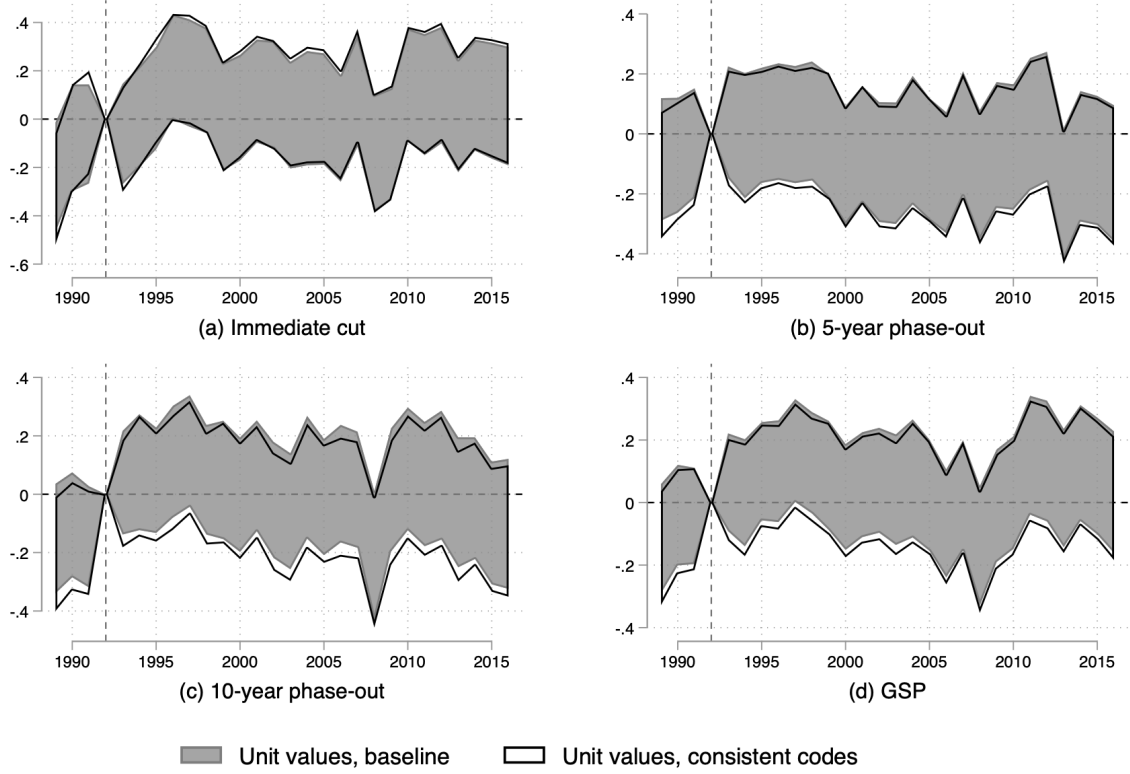 .4
.2
0
-.2
-.4
-.6
1990 1995 2000 2005 2010 2015
(a) Immediate cut
.4
.2
0
-.2
-.4
1990 1995 2000 2005 2010 2015
(b) 5-year phase-out
.4
.2
0
-.2
-.4
1990 1995 2000 2005 2010 2015
(c) 10-year phase-out
.4
.2
0
-.2
-.4
1990 1995 2000 2005 2010 2015
(d) GSP
Unit values, baseline Unit values, consistent codes